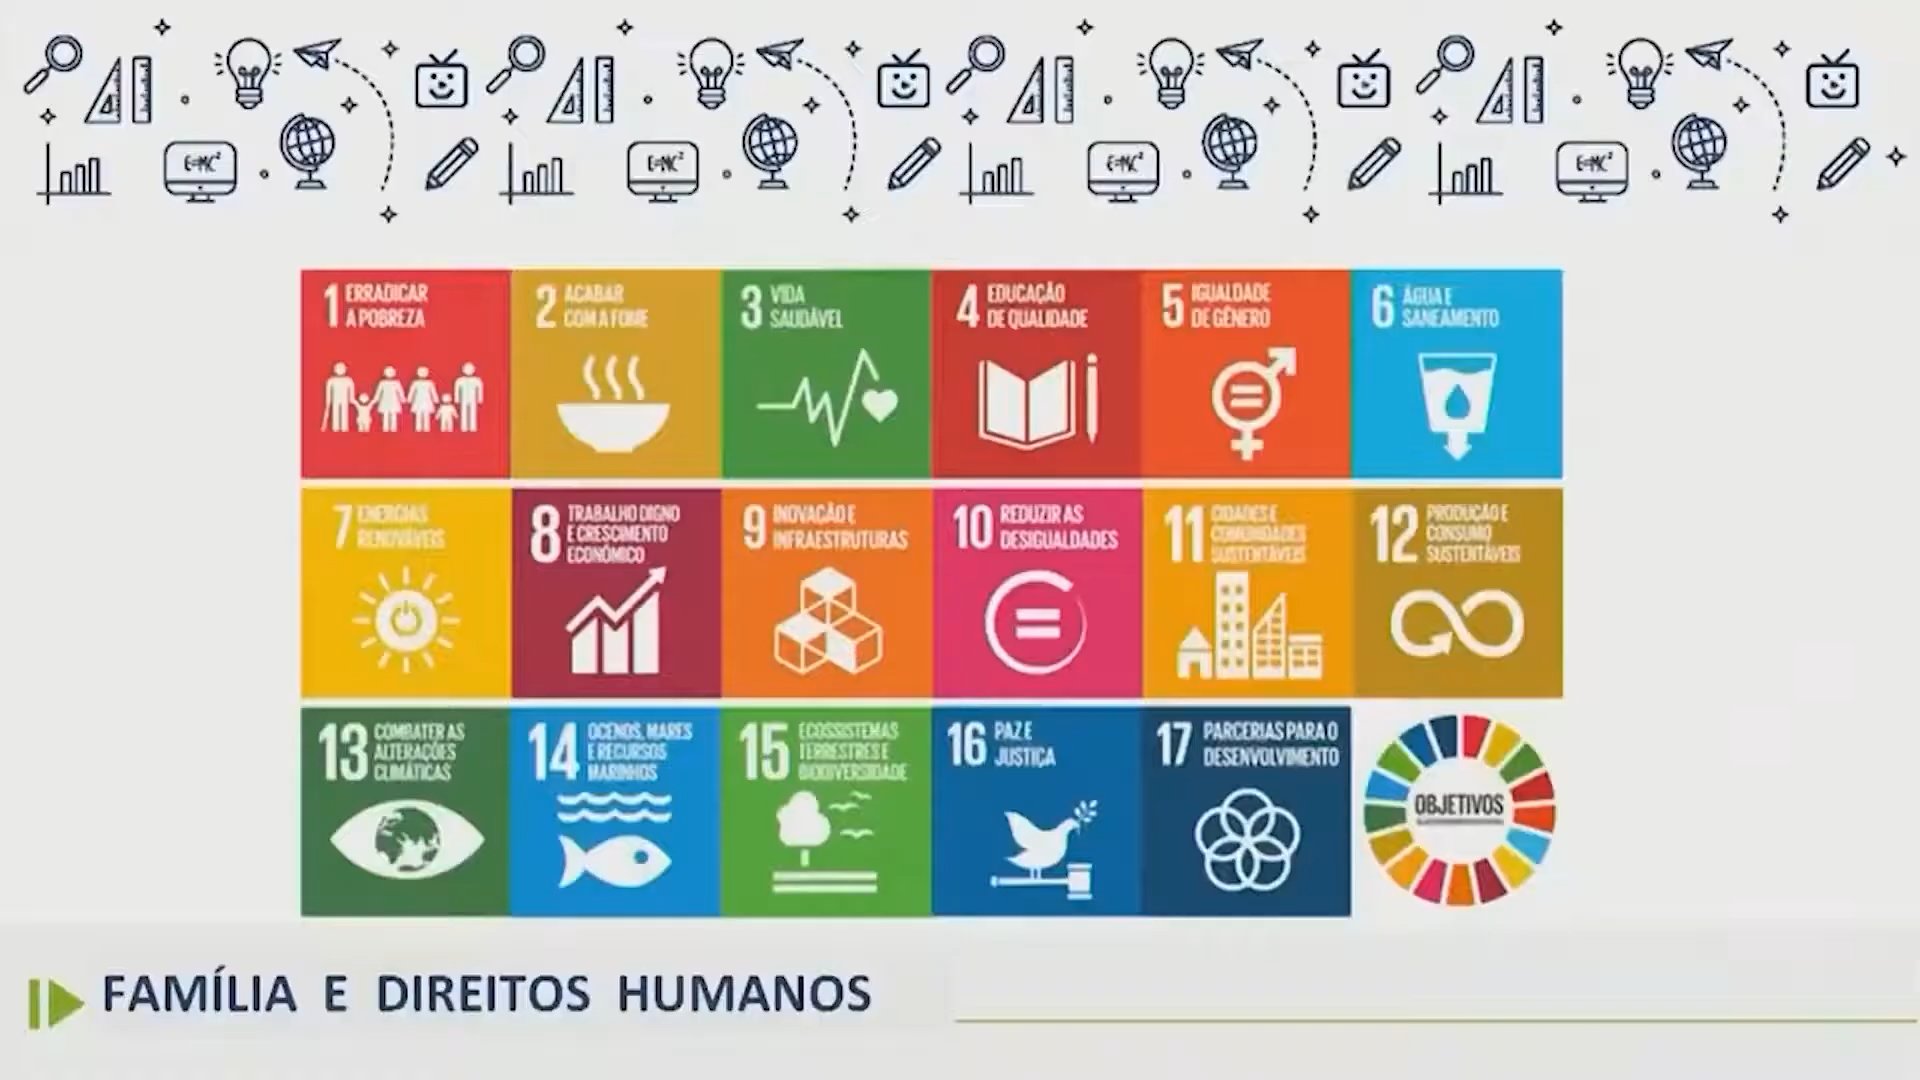 E=MC² E=MC² E=MC² E=MC²
1 ERRADICAR
A POBREZA
2 ACABAR
COM A FOME
3 VIDA
SAUDÁVEL
4 EDUCAÇÃO
DE QUALIDADE
5 IGUALDADE
DE GÊNERO
6 ÁGUA E
SANEAMENTO
7 ENERGIAS
RENOVÁVEIS
8 TRABALHO DIGNO
E CRESCIMENTO
ECONÓMICO
9 INOVAÇÃO E
INFRAESTRUTURAS
10 REDUZIR AS
DESIGUALDADES
11 CIDADES E
COMUNIDADES
SUSTENTÁVEIS
12 PRODUÇÃO E
CONSUMO
SUSTENTÁVEIS
13 COMBATER AS
ALTERAÇÕES
CLIMÁTICAS
14 OCENOS, MARES
E RECURSOS
MARINHOS
15 ECOSSISTEMAS
TERRESTRES E
BIODIVERSIDADE
16 PAZ E
JUSTIÇA
17 PARCERIAS PARA O
DESENVOLVIMENTO
OBJETIVOS
FAMÍLIA E DIREITOS HUMANOS